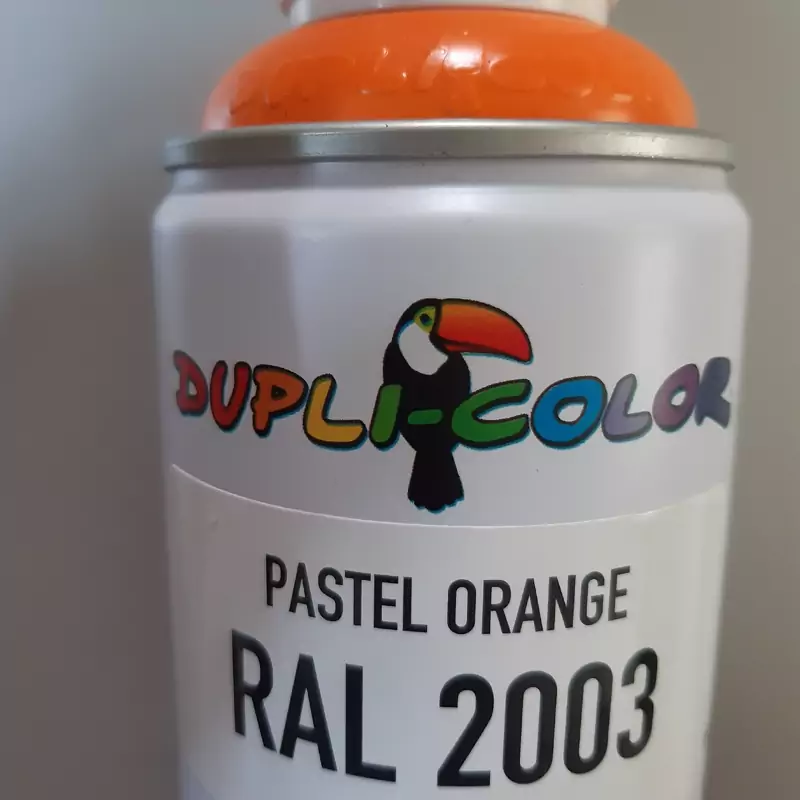 DUPLI-COLOR
PASTEL ORANGE
RAL 2003